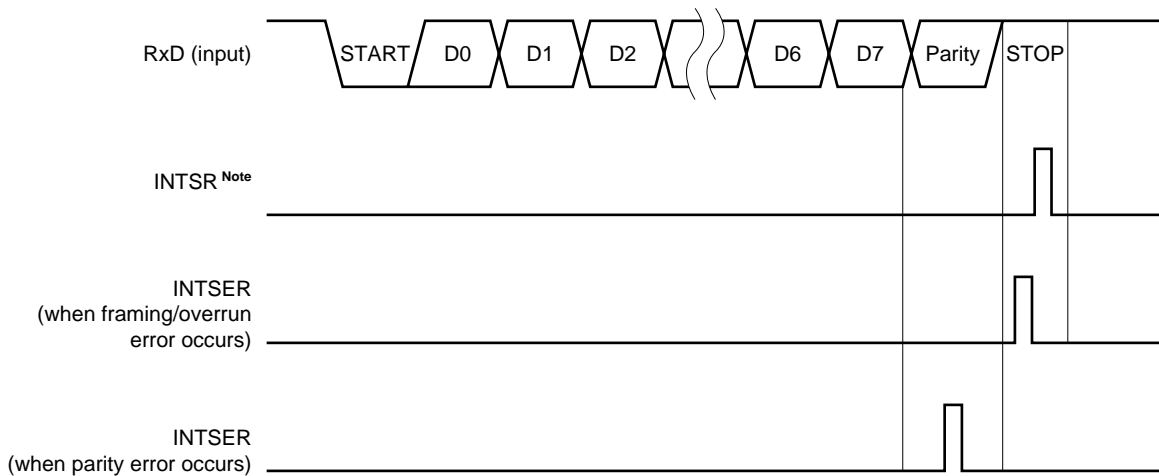 RxD (input)
START D0 D1 D2 D6 D7 Parity STOP
INTSR Note
INTSER
(when framing/overrun
error occurs)
INTSER
(when parity error occurs)